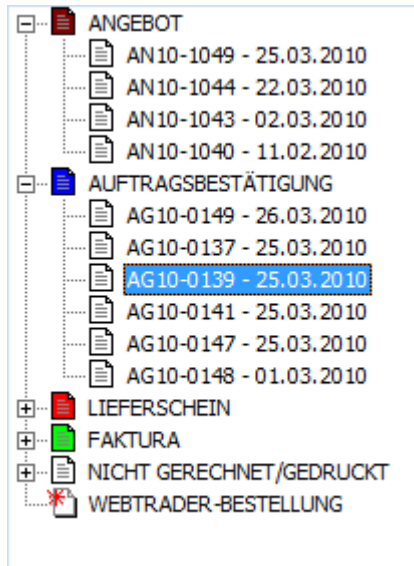 ANGEBOT
AN10-1049 - 25.03.2010
AN10-1044 - 22.03.2010
AN10-1043 - 02.03.2010
AN10-1040 - 11.02.2010
AUFTRAGSBESTÄTIGUNG
AG10-0149 - 26.03.2010
AG10-0137 - 25.03.2010
AG10-0139 - 25.03.2010
AG10-0141 - 25.03.2010
AG10-0147 - 25.03.2010
AG10-0148 - 01.03.2010
LIEFERSCHEIN
FAKTURA
NICHT GERECHNET/GEDRUCKT
WEBTRADER-BESTELLUNG